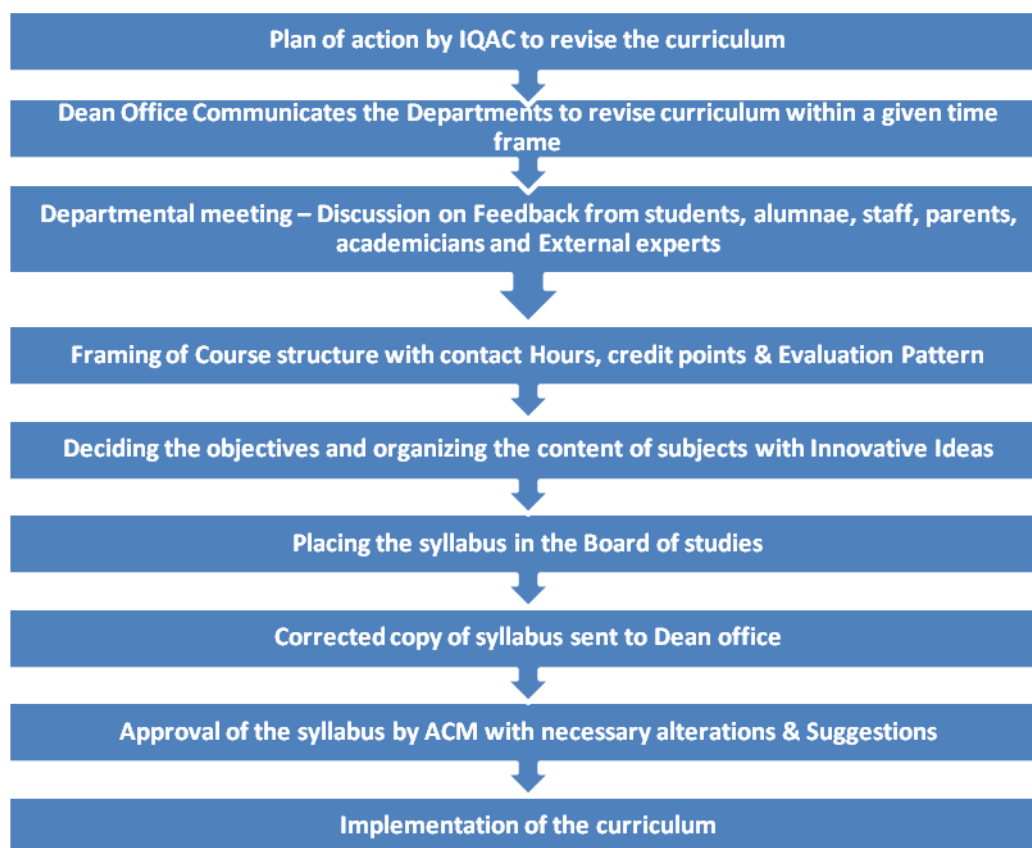 Plan of action by IQAC to revise the curriculum
Dean Office Communicates the Departments to revise curriculum within a given time
frame
Departmental meeting – Discussion on Feedback from students, alumnae, staff, parents,
academicians and External experts
Framing of Course structure with contact Hours, credit points & Evaluation Pattern
Deciding the objectives and organizing the content of subjects with Innovative Ideas
Placing the syllabus in the Board of studies
Corrected copy of syllabus sent to Dean office
Approval of the syllabus by ACM with necessary alterations & Suggestions
Implementation of the curriculum